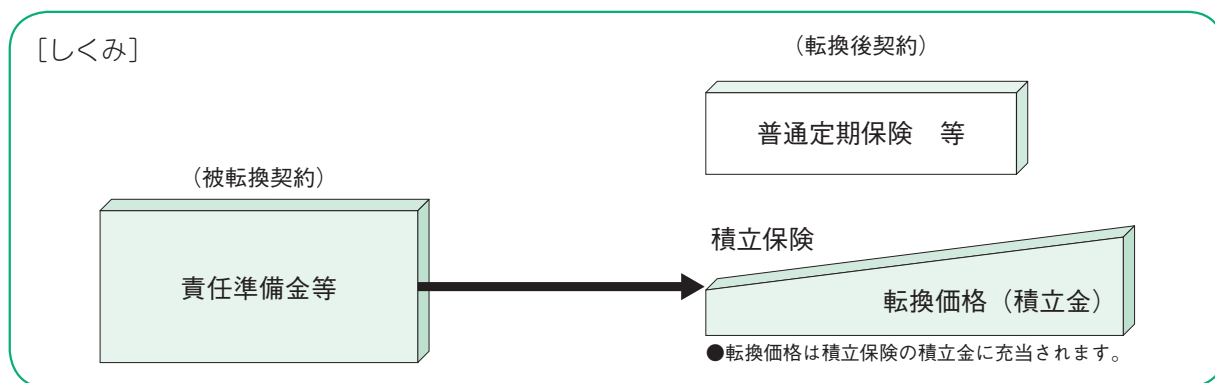 [しくみ]
（転換後契約）
普通定期保険　等
（被転換契約）
責任準備金等
積立保険
転換価格（積立金）
●転換価格は積立保険の積立金に充当されます。